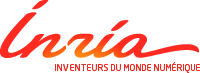 Inria
INVENTEURS DU MONDE NUMÉRIQUE